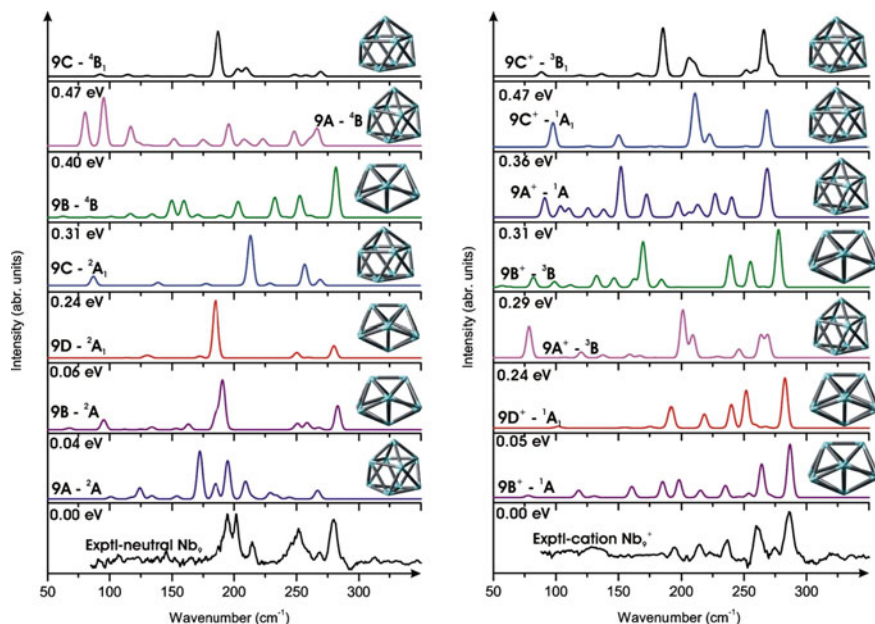 9C - ⁴B₁
0.47 eV
9A - ⁴B
0.40 eV
9B - ⁴B
0.31 eV
9C - ²A₁
0.24 eV
9D - ²A₁
0.06 eV
9B - ²A
0.04 eV
9A - ²A
0.00 eV
Exptl-neutral Nb₉
50 100 150 200 250 300
Wavenumber (cm⁻¹)
Intensity (abr. units)
9C⁺ - ³B₁
0.47 eV
9C⁺ - ¹A₁
0.36 eV
9A⁺ - ¹A
0.31 eV
9B⁺ - ³B
0.29 eV
9A⁺ - ³B
0.24 eV
9D⁺ - ¹A₁
0.05 eV
9B⁺ - ¹A
0.00 eV
Exptl-cation Nb₉⁺
50 100 150 200 250 300
Wavenumber (cm⁻¹)
Intensity (abr. units)